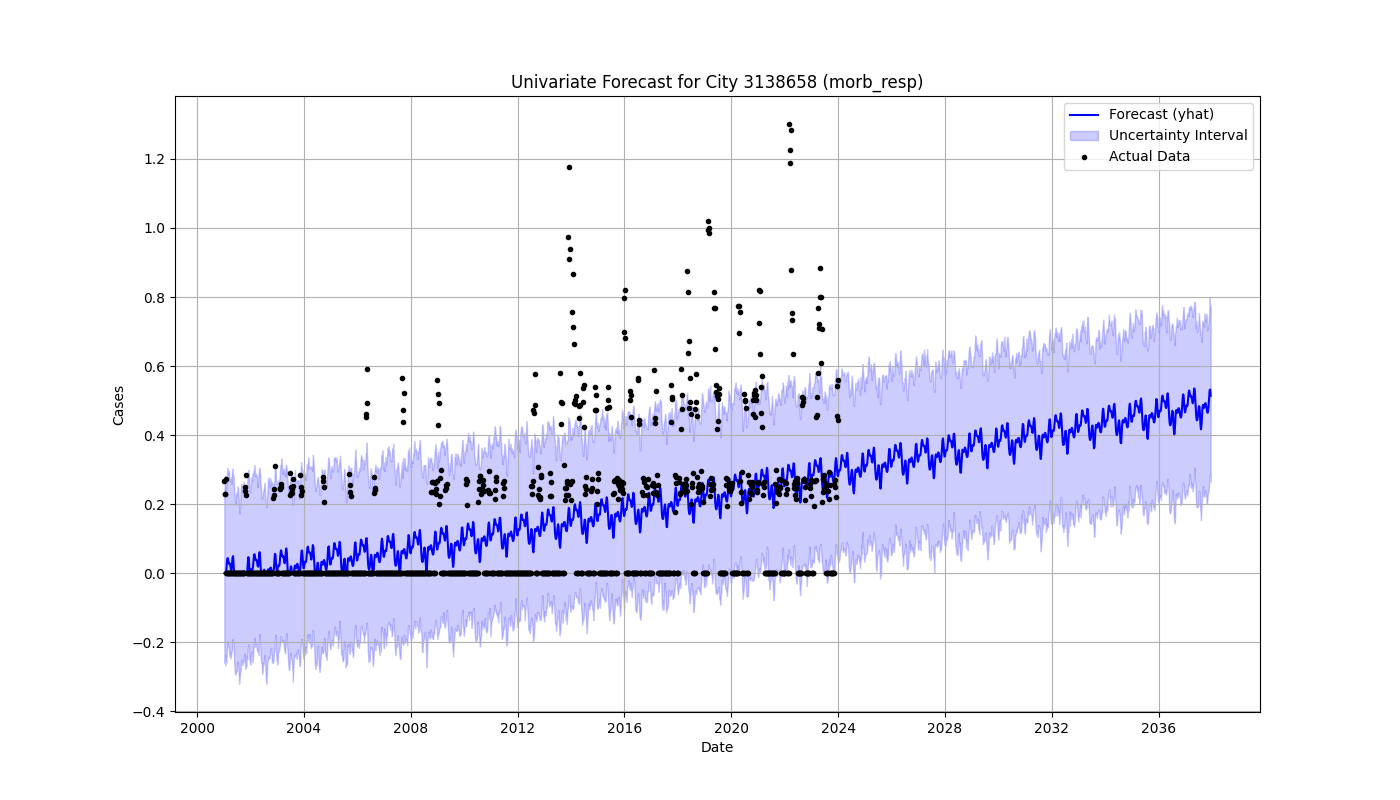 Univariate Forecast for City 3138658 (morb_resp)
Forecast (yhat)
Uncertainty Interval
Actual Data
Cases
1.2
1.0
0.8
0.6
0.4
0.2
0.0
−0.2
−0.4
2000 2004 2008 2012 2016 2020 2024 2028 2032 2036
Date